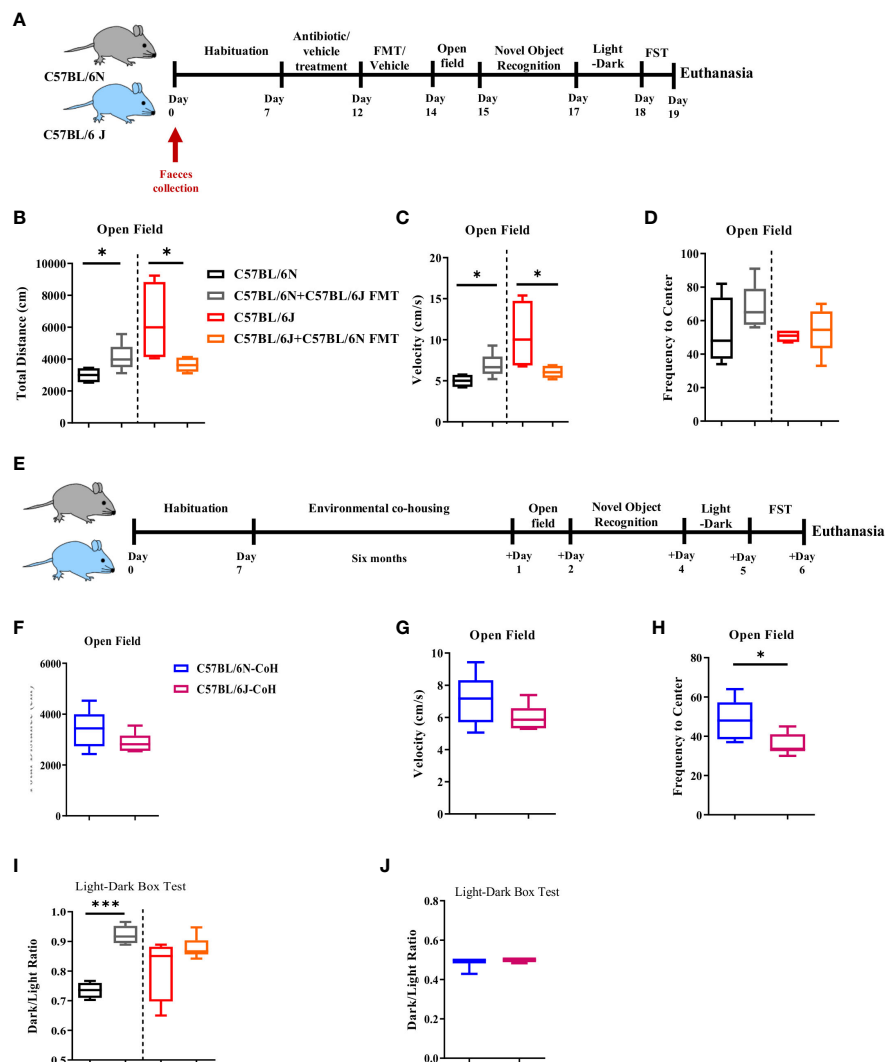 A
Habituation
Antibiotic/
vehicle
treatment
FMT/
Vehicle
Open
field
Novel Object
Recognition
Light
-Dark
FST
Euthanasia
C57BL/6N
C57BL/6 J
Day
0
Day
7
Day
12
Day
14
Day
15
Day
17
Day
18
Day
19
Faeces
collection
B
Open Field
Total Distance (cm)
10000
8000
6000
4000
2000
0
*
*
C57BL/6N
C57BL/6N+C57BL/6J FMT
C57BL/6J
C57BL/6J+C57BL/6N FMT
C
Open Field
Velocity (cm/s)
20
15
10
5
0
*
*
D
Open Field
Frequency to Center
100
80
60
40
20
0
E
Habituation
Environmental co-housing
Open
field
Novel Object
Recognition
Light
-Dark
FST
Euthanasia
Day
0
Day
7
Six months
+Day
1
+Day
2
+Day
4
+Day
5
+Day
6
F
Open Field
6000
4000
2000
0
C57BL/6N-CoH
C57BL/6J-CoH
G
Open Field
Velocity (cm/s)
10
8
6
4
2
0
H
Open Field
Frequency to Center
80
60
40
20
0
*
I
Light-Dark Box Test
Dark/Light Ratio
1.0
0.9
0.8
0.7
0.6
0.5
***
J
Light-Dark Box Test
Dark/Light Ratio
0.8
0.6
0.4
0.2
0.0